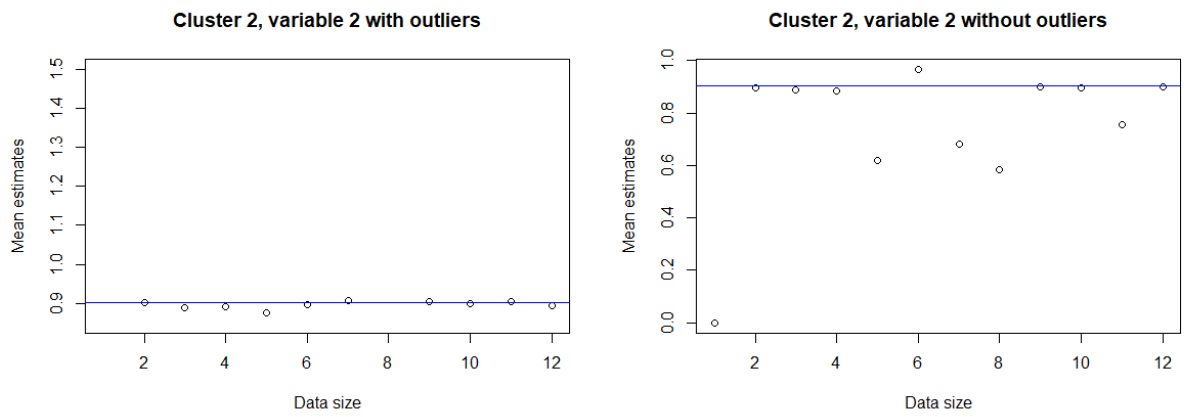 Cluster 2, variable 2 with outliers
Mean estimates
1.5
1.4
1.3
1.2
1.1
1.0
0.9
2 4 6 8 10 12
Data size
Cluster 2, variable 2 without outliers
Mean estimates
1.0
0.8
0.6
0.4
0.2
0.0
2 4 6 8 10 12
Data size